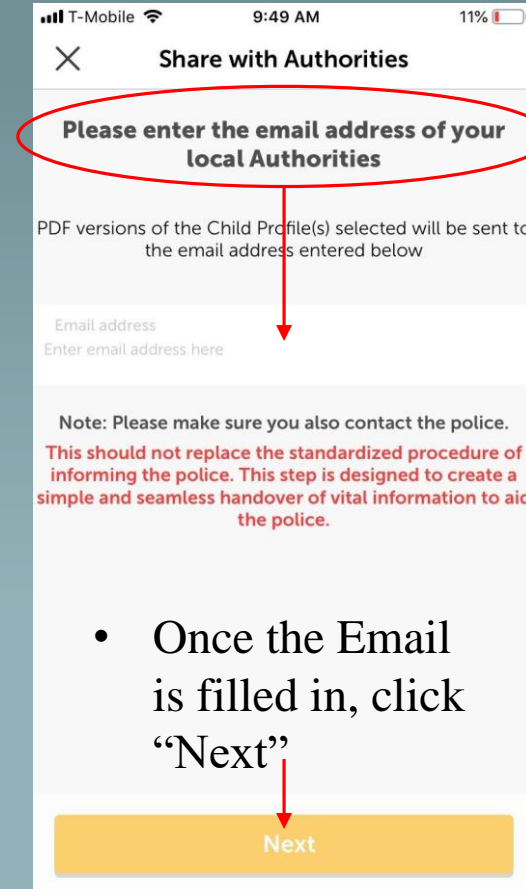 T-Mobile 9:49 AM 11%
Share with Authorities
Please enter the email address of your
local Authorities
PDF versions of the Child Profile(s) selected will be sent to
the email address entered below
Email address
Enter email address here
Note: Please make sure you also contact the police.
This should not replace the standardized procedure of
informing the police. This step is designed to create a
simple and seamless handover of vital information to aid
the police.
• Once the Email
is filled in, click
“Next”
Next